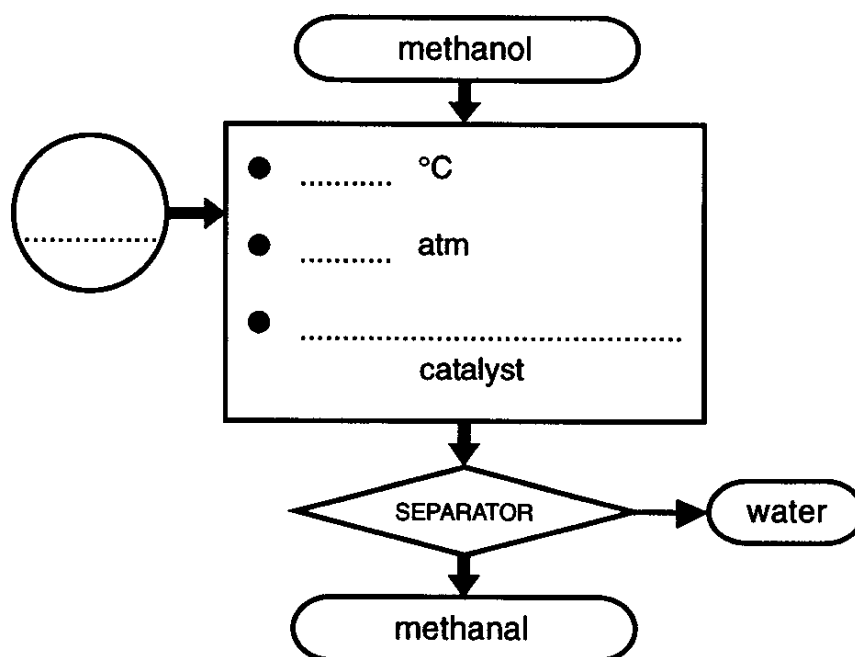 methanol
............ °C
............ atm
..................................................
catalyst
..................
SEPARATOR
water
methanal